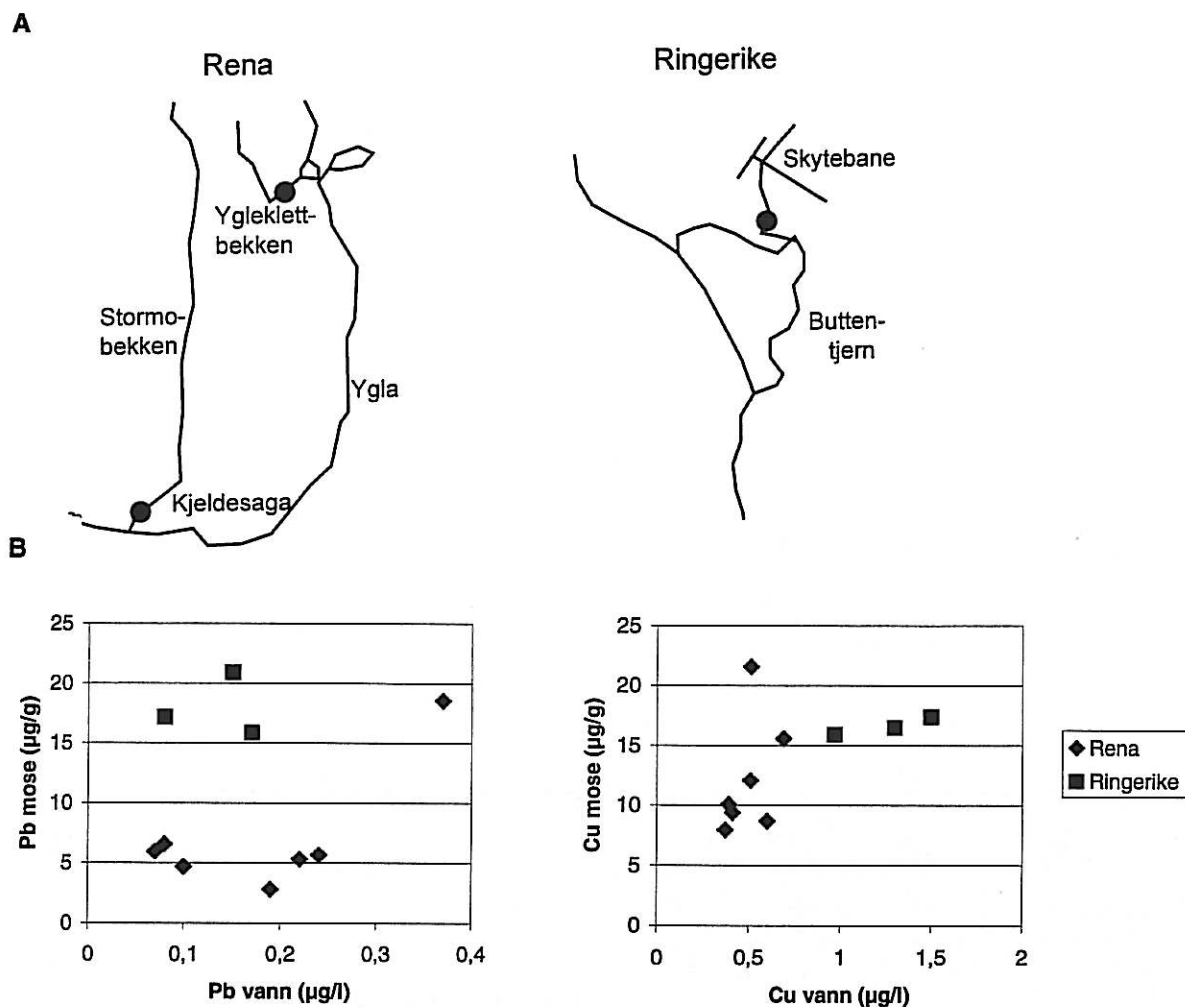 A
Rena
Ringerike
Skytebane
Ygleklett-
bekken
Stormo-
bekken
Butten-
tjern
Ygla
Kjeldesaga
B
25
20
15
10
5
0
Pb mose (µg/g)
0
0,1
0,2
0,3
0,4
Pb vann (µg/l)
25
20
15
10
5
0
Cu mose (µg/g)
0
0,5
1
1,5
2
Cu vann (µg/l)
Rena
Ringerike